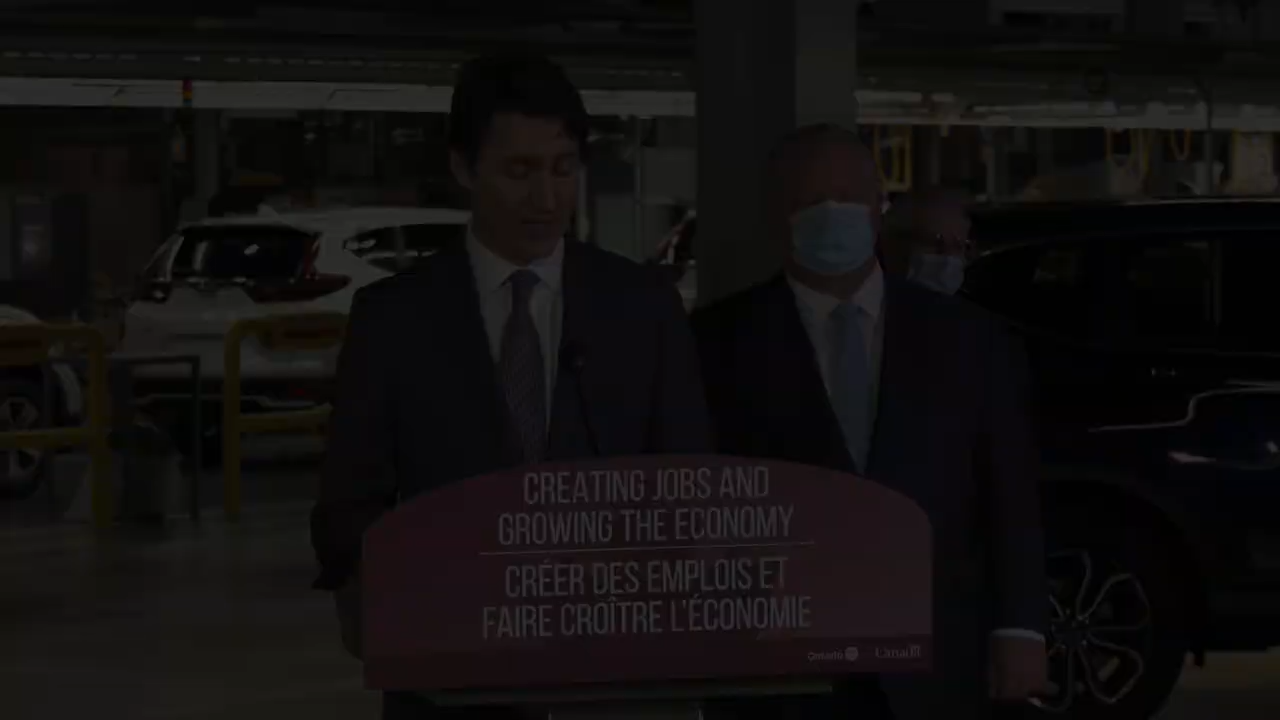 CREATING JOBS AND
GROWING THE ECONOMY
CRÉER DES EMPLOIS ET
FAIRE CROÎTRE L'ÉCONOMIE
Ontario Canada